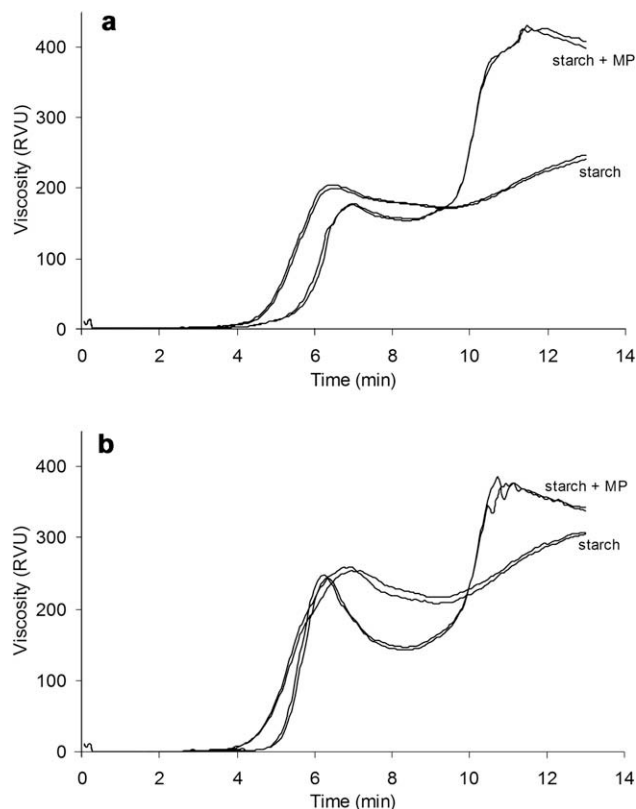 a
400
300
200
100
0
Viscosity (RVU)
starch + MP
starch
0 2 4 6 8 10 12 14
Time (min)
b
400
300
200
100
0
Viscosity (RVU)
starch + MP
starch
0 2 4 6 8 10 12 14
Time (min)